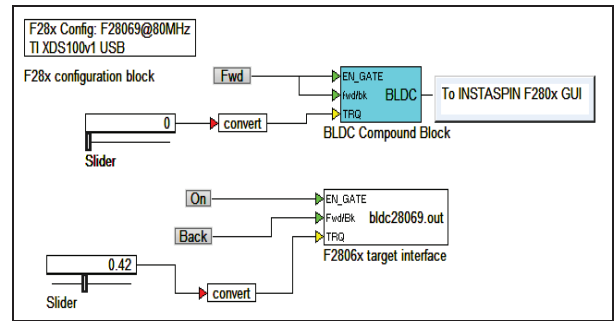 F28x Config: F28069@80MHz
TI XDS100v1 USB
F28x configuration block
Fwd
EN_GATE
fwd/bk BLDC
TRQ
To INSTASPIN F280x GUI
BLDC Compound Block
0
convert
Slider
On
EN_GATE
Fwd/Bk bldc28069.out
TRQ
Back
F2806x target interface
0.42
convert
Slider